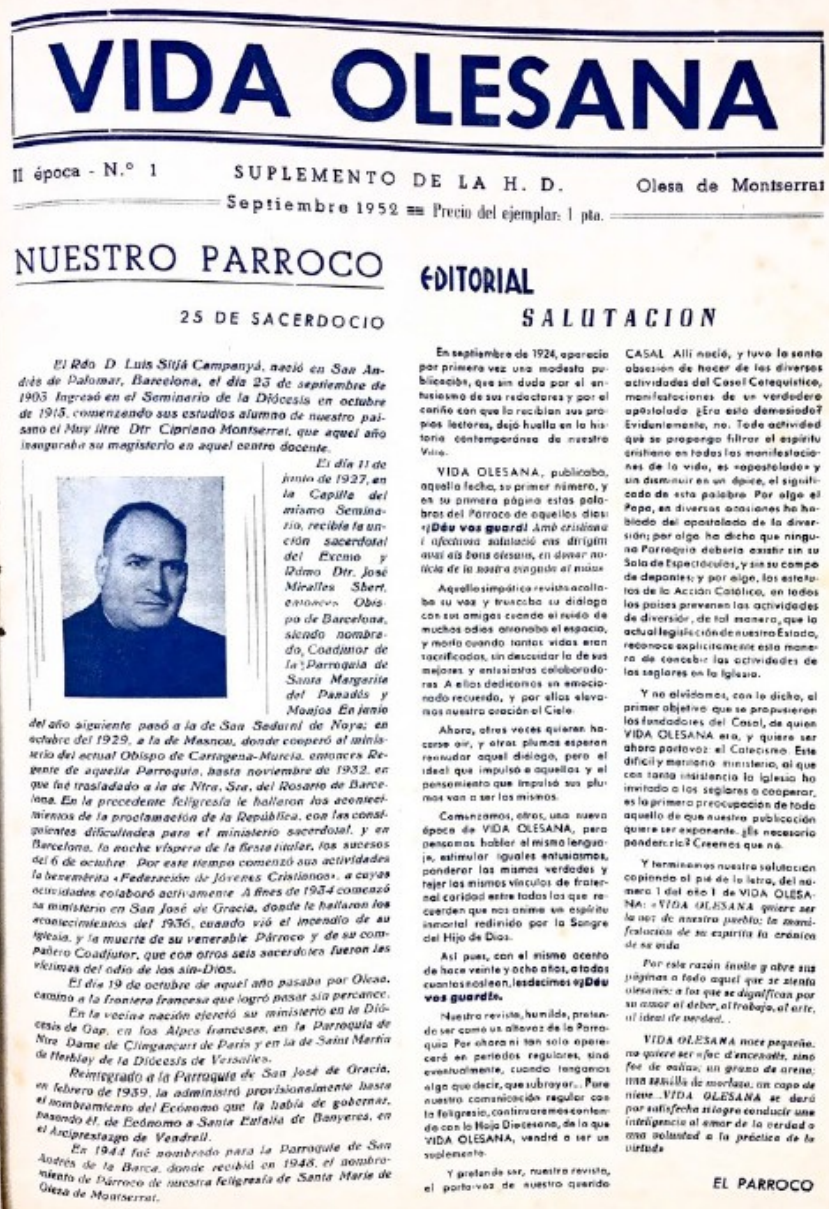 VIDA OLESANA
II época - N.º 1
SUPLEMENTO DE LA H. D.
Olesa de Montserrat
Septiembre 1952 Precio del ejemplar: 1 pta.
NUESTRO PARROCO
25 DE SACERDOCIO
El Rdo D Luis Sitjá Campanyá, nació en San An-
drés de Palomar, Barcelona, el día 23 de septiembre de
1903 Ingresó en el Seminario de la Diócesis en octubre
de 1915, comenzando sus estudios alumno de nuestro pai-
sano el Muy Iltre Dtr Cipriano Montserrat, que aquel año
inauguraba su magisterio en aquel centro docente.
El día 11 de
junio de 1927, en
la Capilla del
mismo Semina-
rio, recibía la un-
ción sacerdotal
del Excmo y
Rdmo Dtr. José
Miralles Sbert,
entonces Obis-
po de Barcelona,
siendo nombra-
do, Coadjutor de
la Parroquia de
Santa Margarita
del Panadés y
Monjos En junio
del año siguiente pasó a la de San Sadurní de Noya; en
octubre del 1929, a la de Masnou, donde cooperó al minis-
terio del actual Obispo de Cartagena-Murcia, entonces Re-
gente de aquella Parroquia, hasta noviembre de 1932, en
que fué trasladado a la de Ntra. Sra. del Rosario de Barce-
lona. En la precedente feligresía le hallaron los aconteci-
mientos de la proclamación de la República, con las consi-
guientes dificultades para el ministerio sacerdotal, y en
Barcelona, la noche víspera de la fiesta titular, los sucesos
del 6 de octubre Por este tiempo comenzó sus actividades
la benemérita «Federación de Jóvenes Cristianos», a cuyas
actividades colaboró activamente A fines de 1934 comenzó
su ministerio en San José de Gracia, donde le hallaron los
acontecimientos del 1936, cuando vió el incendio de su
iglesia, y la muerte de su venerable Párroco y de su com-
pañero Coadjutor, que con otros seis sacerdotes fueron las
víctimas del odio de los sin-Dios.
El día 19 de octubre de aquel año pasaba por Olesa,
camino a la frontera francesa que logró pasar sin percance.
En la vecina nación ejerció su ministerio en la Dió-
cesis de Gap, en los Alpes franceses, en la Parroquia de
Ntra Dame de Clingançurt de París y en la de Saint Martín
de Herblay de la Diócesis de Versalles.
Reintegrado a la Parroquia de San José de Gracia,
en febrero de 1939, la administró provisionalmente hasta
el nombramiento del Ecónomo que la había de gobernar,
pasando él, de Ecónomo a Santa Eulalia de Banyeres, en
el Arciprestazgo de Vendrell.
En 1944 fué nombrado para la Parroquia de San
Andrés de la Barca, donde recibió en 1948, el nombra-
miento de Párroco de nuestra feligresía de Santa María de
Olesa de Montserrat.
EDITORIAL
SALUTACION
En septiembre de 1924, aparecía
por primera vez una modesta pu-
blicación, que sin duda por el en-
tusiasmo de sus redactores y por el
cariño con que la recibían sus pro-
pios lectores, dejó huella en la his-
toria contemporánea de nuestra
Villa.
VIDA OLESANA, publicaba,
aquella fecha, su primer número, y
en su primera página estas pala-
bras del Párroco de aquellos días:
«¡Déu vos guard! Amb cristiana
i afectuosa salutació ens dirigim
avui als bons olesans, en donar no-
ticia de la nostra vinguda al món»
Aquella simpática revista acalla-
ba su voz y truncaba su diálogo
con sus amigos cuando el ruido de
muchos odios atronaba el espacio,
y moría cuando tantas vidas eran
sacrificadas, sin descuidar la de sus
mejores y entusiastas colaborado-
res A ellos dedicamos un emocio-
nado recuerdo, y por ellos eleva-
mos nuestra oración al Cielo
Ahora, otras voces quieren ha-
cerse oir, y otras plumas esperan
reanudar aquel diálogo, pero el
ideal que impulsó a aquellas y el
pensamiento que impulsó sus plu-
mas van a ser los mismos.
Comenzamos, otros, una nueva
época de VIDA OLESANA, pero
pensamos hablar el mismo lengua-
je, estimular iguales entusiasmos,
ponderar las mismas verdades y
tejer los mismos vínculos de frater-
nal caridad entre todos los que re-
cuerden que nos anima un espíritu
inmortal redimido por la Sangre
del Hijo de Dios.
Así pues, con el mismo acento
de hace veinte y ocho años, a todos
cuantos nos lean, les decimos «¡Déu
vos guard!».
Nuestra revista, humilde, preten-
de ser como un altavoz de la Parro-
quia Por ahora ni tan solo apare-
cerá en períodos regulares, sinó
eventualmente, cuando tengamos
algo que decir, que subrayar... Para
nuestra comunicación regular con
la feligresía, continuaremos contan-
do con la Hoja Diocesana, de la que
VIDA OLESANA, vendrá a ser un
suplemento.
Y pretende ser, nuestra revista,
el portavoz de nuestro querido
CASAL Allí nació, y tuvo la santa
obsesión de hacer de las diversas
actividades del Casal Catequístico,
manifestaciones de un verdadero
apostolado ¿Era esto demasiado?
Evidentemente, no. Toda actividad
que se proponga filtrar el espíritu
cristiano en todas las manifestacio-
nes de la vida, es «apostolado» y
sin disminuir en un ápice, el signifi-
cado de esta palabra Por algo el
Papa, en diversas ocasiones ha ha-
blado del apostolado de la diver-
sión; por algo ha dicho que ningu-
na Parroquia debería existir sin su
Sala de Espectáculos, y sin su campo
de deportes; y por algo, los estatu-
tos de la Acción Católica, en todos
los países prevenen las actividades
de diversión, de tal manera, que la
actual legislación de nuestro Estado,
reconoce explícitamente esta mane-
ra de concebir las actividades de
los seglares en la Iglesia.
Y no olvidamos, con lo dicho, el
primer objetivo que se propusieron
los fundadores del Casal, de quien
VIDA OLESANA era, y quiere ser
ahora portavoz: el Catecismo. Este
difícil y meritorio ministerio, al que
con tanta insistencia la Iglesia ha
invitado a los seglares a cooperar,
es la primera preocupación de todo
aquello de que nuestra publicación
quiere ser exponente. ¿Es necesario
ponderarlo? Creemos que no.
Y terminamos nuestra salutación
copiando al pié de la letra, del nú-
mero 1 del año 1 de VIDA OLESA-
NA: «VIDA OLESANA quiere ser
la voz de nuestro pueblo; la mani-
festación de su espíritu la crónica
de su vida
Por esta razón invita y abre sus
páginas a todo aquel que se sienta
olesanés: a los que se dignifican por
su amor al deber, al trabajo, al arte,
al ideal de verdad...
VIDA OLESANA nace pequeña.
no quiere ser «foc d'encenalls, sinó
foc de soliu»; un grano de arena;
una semilla de mostaza; un copo de
nieve...VIDA OLESANA se dará
por satisfecha si logra conducir una
inteligencia al amor de la verdad o
una voluntad a la práctica de la
virtud»
EL PARROCO